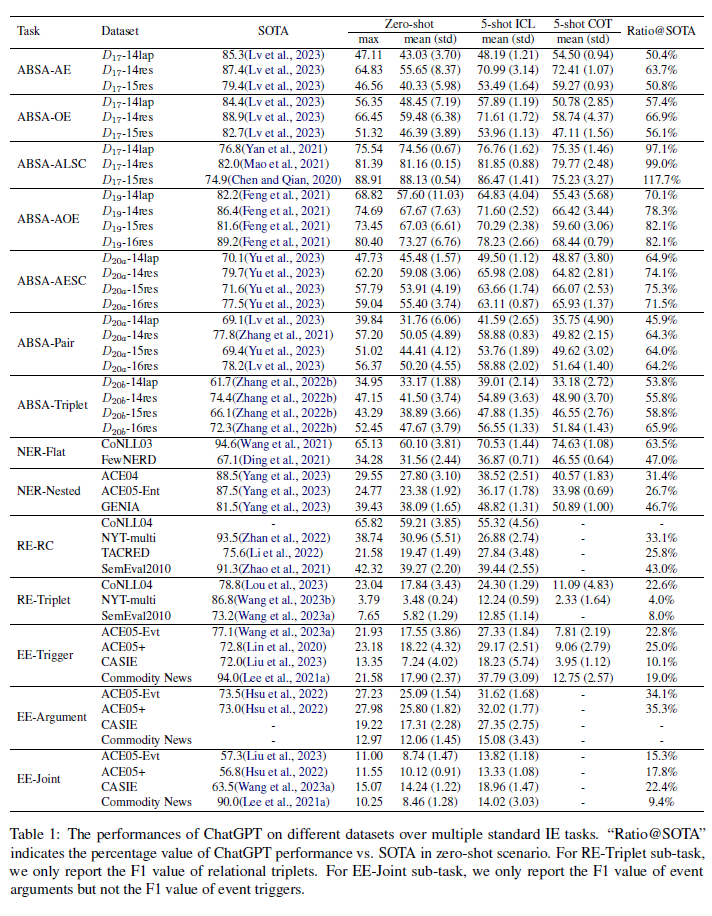 Task Dataset SOTA Zero-shot 5-shot ICL 5-shot COT Ratio@SOTA
max mean (std) mean (std) mean (std)
ABSA-AE D17-14lap 85.3(Lv et al., 2023) 47.11 43.03 (3.70) 48.19 (1.21) 54.50 (0.94) 50.4%
D17-14res 87.4(Lv et al., 2023) 64.83 55.65 (8.37) 70.99 (3.14) 72.41 (1.07) 63.7%
D17-15res 79.4(Lv et al., 2023) 46.56 40.33 (5.98) 53.49 (1.64) 59.27 (0.93) 50.8%
ABSA-OE D17-14lap 84.4(Lv et al., 2023) 56.35 48.45 (7.19) 57.89 (1.19) 50.78 (2.85) 57.4%
D17-14res 88.9(Lv et al., 2023) 66.45 59.48 (6.38) 71.61 (1.72) 58.74 (4.37) 66.9%
D17-15res 82.7(Lv et al., 2023) 51.32 46.39 (3.89) 53.96 (1.13) 47.11 (1.56) 56.1%
ABSA-ALSC D17-14lap 76.8(Yan et al., 2021) 75.54 74.56 (0.67) 76.76 (1.62) 75.35 (1.46) 97.1%
D17-14res 82.0(Mao et al., 2021) 81.39 81.16 (0.15) 81.85 (0.88) 79.77 (2.48) 99.0%
D17-15res 74.9(Chen and Qian, 2020) 88.91 88.13 (0.54) 86.47 (1.41) 75.23 (3.27) 117.7%
ABSA-AOE D19-14lap 82.2(Feng et al., 2021) 68.82 57.60 (11.03) 64.83 (4.04) 55.43 (5.68) 70.1%
D19-14res 86.4(Feng et al., 2021) 74.69 67.67 (7.63) 71.60 (2.52) 66.42 (3.44) 78.3%
D19-15res 81.6(Feng et al., 2021) 73.45 67.03 (6.61) 70.29 (2.38) 59.60 (3.06) 82.1%
D19-16res 89.2(Feng et al., 2021) 80.40 73.27 (6.76) 78.23 (2.66) 68.44 (0.79) 82.1%
ABSA-AESC D20a-14lap 70.1(Yu et al., 2023) 47.73 45.48 (1.57) 49.50 (1.12) 48.87 (3.80) 64.9%
D20a-14res 79.7(Yu et al., 2023) 62.20 59.08 (3.06) 65.98 (2.08) 64.82 (2.81) 74.1%
D20a-15res 71.6(Yu et al., 2023) 57.79 53.91 (4.19) 63.66 (1.74) 66.07 (2.53) 75.3%
D20a-16res 77.5(Yu et al., 2023) 59.04 55.40 (3.74) 63.11 (0.87) 65.93 (1.37) 71.5%
ABSA-Pair D20a-14lap 69.1(Lv et al., 2023) 39.84 31.76 (6.06) 41.59 (2.65) 35.75 (4.90) 45.9%
D20a-14res 77.8(Zhang et al., 2021) 57.20 50.05 (4.89) 58.88 (0.83) 49.82 (2.15) 64.3%
D20a-15res 69.4(Yu et al., 2023) 51.02 44.41 (4.12) 53.76 (1.89) 49.62 (3.02) 64.0%
D20a-16res 78.2(Lv et al., 2023) 56.37 50.20 (4.55) 58.88 (2.02) 51.64 (1.40) 64.2%
ABSA-Triplet D20b-14lap 61.7(Zhang et al., 2022b) 34.95 33.17 (1.88) 39.01 (2.14) 33.18 (2.72) 53.8%
D20b-14res 74.4(Zhang et al., 2022b) 47.15 41.50 (3.74) 54.89 (3.63) 48.90 (3.70) 55.8%
D20b-15res 66.1(Zhang et al., 2022b) 43.29 38.89 (3.66) 47.88 (1.35) 46.55 (2.76) 58.8%
D20b-16res 72.3(Zhang et al., 2022b) 52.45 47.67 (3.79) 56.55 (1.33) 51.84 (1.43) 65.9%
NER-Flat CoNLL03 94.6(Wang et al., 2021) 65.13 60.10 (3.81) 70.53 (1.44) 74.63 (1.08) 63.5%
FewNERD 67.1(Ding et al., 2021) 34.28 31.56 (2.44) 36.87 (0.71) 46.55 (0.64) 47.0%
NER-Nested ACE04 88.5(Yang et al., 2023) 29.55 27.80 (3.10) 38.52 (2.51) 40.57 (1.83) 31.4%
ACE05-Ent 87.5(Yang et al., 2023) 24.77 23.38 (1.92) 36.17 (1.78) 33.98 (0.69) 26.7%
GENIA 81.5(Yang et al., 2023) 39.43 38.09 (1.65) 48.82 (1.31) 50.89 (1.00) 46.7%
RE-RC CoNLL04 - 65.82 59.21 (3.85) 55.32 (4.56) - -
NYT-multi 93.5(Zhan et al., 2022) 38.74 30.96 (5.51) 26.88 (2.74) - 33.1%
TACRED 75.6(Li et al., 2022) 21.58 19.47 (1.49) 27.84 (3.48) - 25.8%
SemEval2010 91.3(Zhao et al., 2021) 42.32 39.27 (2.20) 39.44 (2.55) - 43.0%
RE-Triplet CoNLL04 78.8(Lou et al., 2023) 23.04 17.84 (3.43) 24.30 (1.29) 11.09 (4.83) 22.6%
NYT-multi 86.8(Wang et al., 2023b) 3.79 3.48 (0.24) 12.24 (0.59) 2.33 (1.64) 4.0%
SemEval2010 73.2(Wang et al., 2023a) 7.65 5.82 (1.29) 12.85 (1.14) - 8.0%
EE-Trigger ACE05-Evt 77.1(Wang et al., 2023a) 21.93 17.55 (3.86) 27.33 (1.84) 7.81 (2.19) 22.8%
ACE05+ 72.8(Lin et al., 2020) 23.18 18.22 (4.32) 29.17 (2.51) 9.06 (2.79) 25.0%
CASIE 72.0(Liu et al., 2023) 13.35 7.24 (4.02) 18.23 (5.74) 3.95 (1.12) 10.1%
Commodity News 94.0(Lee et al., 2021a) 21.58 17.90 (2.37) 37.79 (3.09) 12.75 (2.57) 19.0%
EE-Argument ACE05-Evt 73.5(Hsu et al., 2022) 27.23 25.09 (1.54) 31.62 (1.68) - 34.1%
ACE05+ 73.0(Hsu et al., 2022) 27.98 25.80 (1.82) 32.02 (1.77) - 35.3%
CASIE - 19.22 17.31 (2.28) 27.35 (2.75) - -
Commodity News - 12.97 12.06 (1.45) 15.08 (3.43) - -
EE-Joint ACE05-Evt 57.3(Liu et al., 2023) 11.00 8.74 (1.47) 13.82 (1.18) - 15.3%
ACE05+ 56.8(Hsu et al., 2022) 11.55 10.12 (0.91) 13.33 (1.08) - 17.8%
CASIE 63.5(Wang et al., 2023a) 15.07 14.24 (1.22) 18.96 (1.47) - 22.4%
Commodity News 90.0(Lee et al., 2021a) 10.25 8.46 (1.28) 14.02 (3.03) - 9.4%
Table 1: The performances of ChatGPT on different datasets over multiple standard IE tasks. “Ratio@SOTA”
indicates the percentage value of ChatGPT performance vs. SOTA in zero-shot scenario. For RE-Triplet sub-task,
we only report the F1 value of relational triplets. For EE-Joint sub-task, we only report the F1 value of event
arguments but not the F1 value of event triggers.